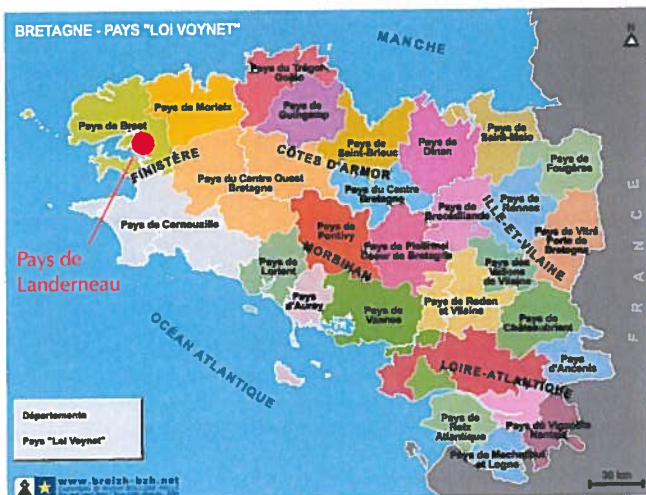 BRETAGNE - PAYS "LOI VOYNET"
MANCHE
N
Pays du Trégor
Goëlo
Pays de Morlaix
Pays de Guingamp
Pays de Brest
Pays de
Saint-Brieuc
Pays de
Dinan
Pays de
Saint-Malo
Pays de
Fougères
FINISTÈRE
CÔTES D'ARMOR
Pays du Centre Ouest
Bretagne
Pays du Centre
Bretagne
Pays de
Brocéliande
Pays de
Rennes
ILLE-ET-VILAINE
Pays de Vitré
Porte de
Bretagne
Pays de Cornouaille
Pays de
Pontivy
Pays de Ploërmel
Coeur de Bretagne
MORBIHAN
Pays de
Landerneau
Pays de
Lorient
Pays des
Vallons
de Vilaine
Pays
d'Auray
Pays de
Vannes
Pays de Redon
et Vilaine
Pays de
Châteaubriant
FRANCE
OCÉAN ATLANTIQUE
LOIRE-ATLANTIQUE
Pays
d'Ancenis
Départements
Pays "Loi Voynet"
Pays de
Retz
Atlantique
Pays du Vignoble
Nantais
Pays de Machecoul
et Logne
www.breizh-bzh.net
30 km